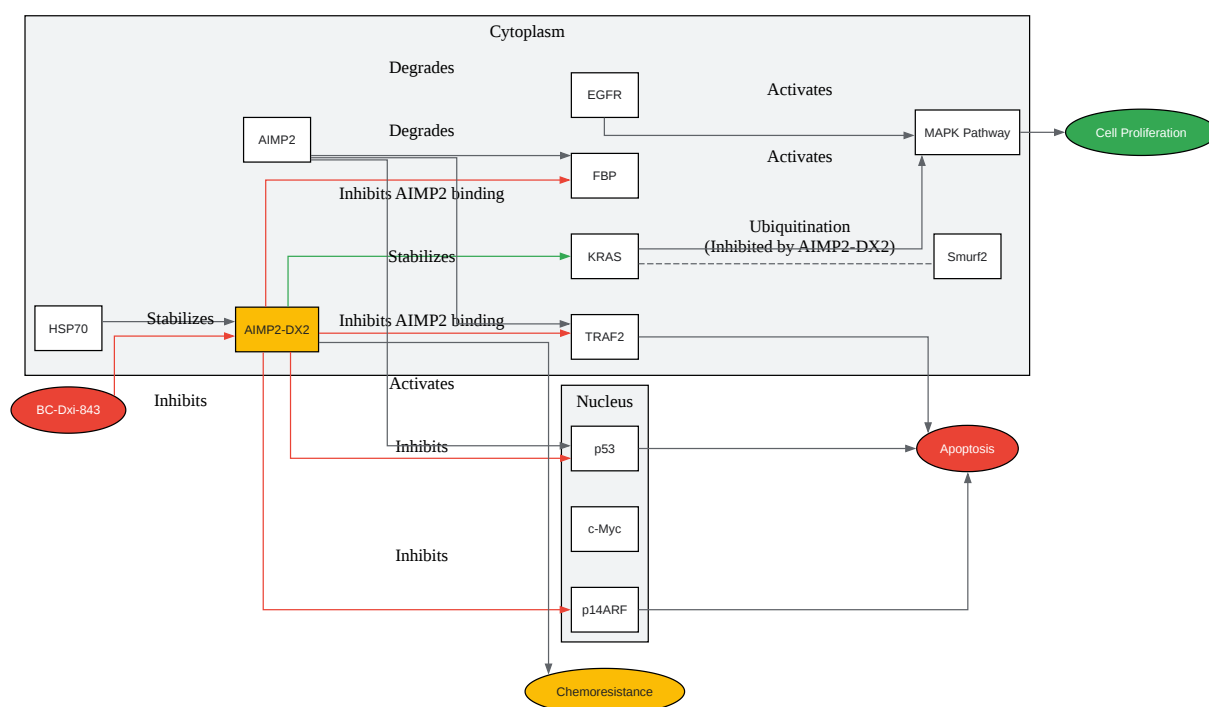 Cytoplasm
Degrades
EGFR
Activates
AIMP2
Degrades
MAPK Pathway
Cell Proliferation
Activates
FBP
Inhibits AIMP2 binding
Ubiquitination
(Inhibited by AIMP2-DX2)
Stabilizes
KRAS
Smurf2
HSP70
Stabilizes
AIMP2-DX2
Inhibits AIMP2 binding
TRAF2
Activates
BC-Dxi-843
Inhibits
Nucleus
Inhibits
p53
Apoptosis
c-Myc
Inhibits
p14ARF
Chemoresistance